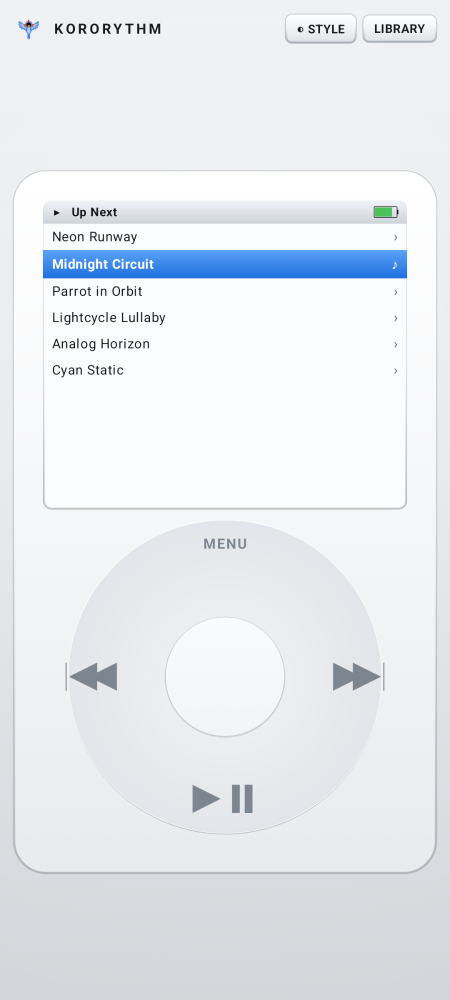 KORORYTHM
STYLE
LIBRARY
Up Next
Neon Runway
Midnight Circuit
Parrot in Orbit
Lightcycle Lullaby
Analog Horizon
Cyan Static
MENU